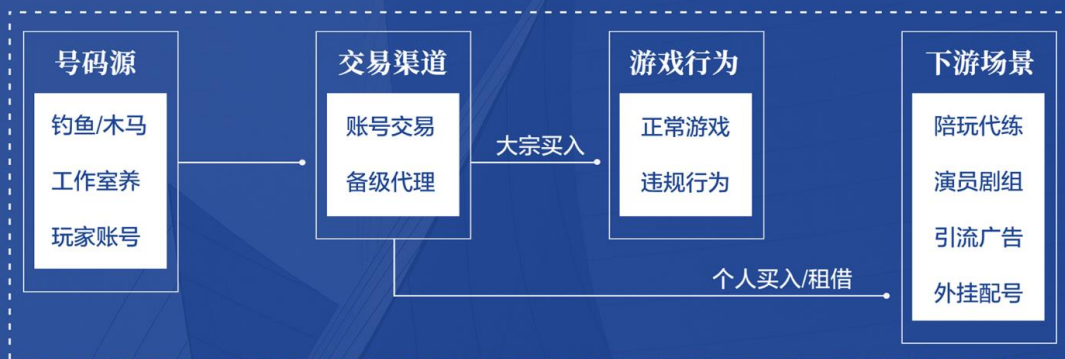 号码源
钓鱼/木马
工作室养
玩家账号
交易渠道
账号交易
备级代理
大宗买入
游戏行为
正常游戏
违规行为
个人买入/租借
下游场景
陪玩代练
演员剧组
引流广告
外挂配号